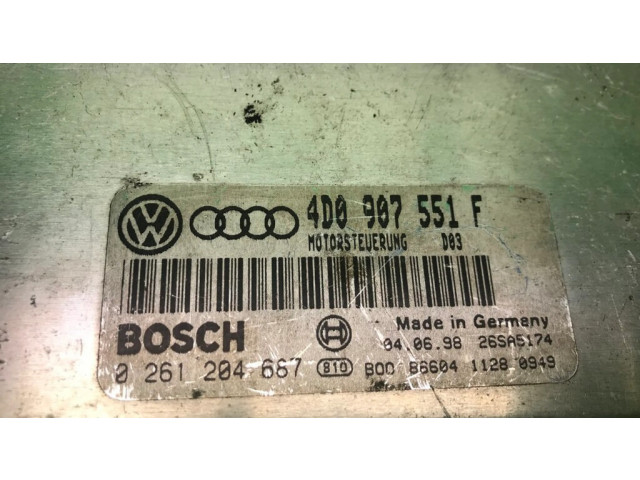 4D0 907 551 F
MOTORSTEUERUNG D03
BOSCH
Made in Germany
04.06.98 26SA5174
0 261 204 687 810 B00 B6604 1128 0949